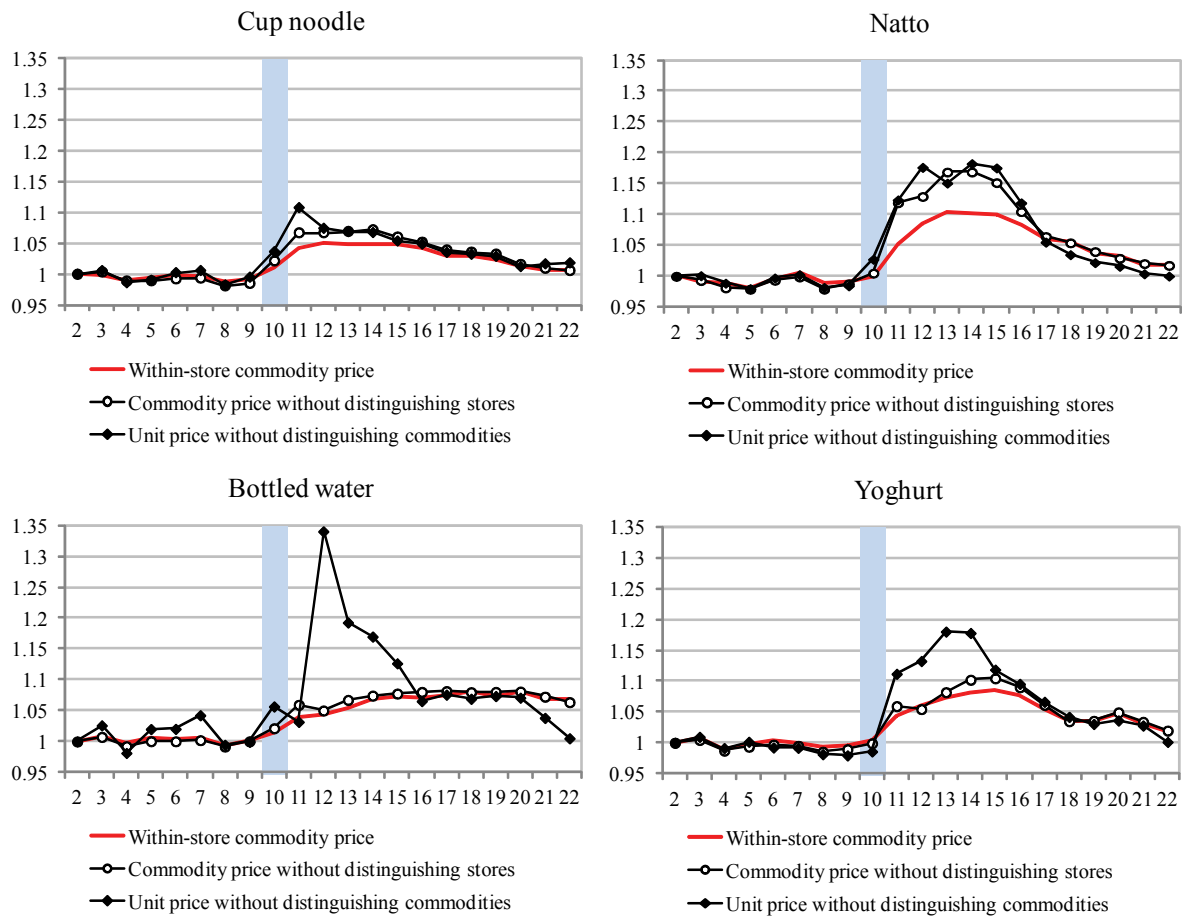 Cup noodle
1.35
1.3
1.25
1.2
1.15
1.1
1.05
1
0.95
2 3 4 5 6 7 8 9 10 11 12 13 14 15 16 17 18 19 20 21 22
Within-store commodity price
Commodity price without distinguishing stores
Unit price without distinguishing commodities
Natto
1.35
1.3
1.25
1.2
1.15
1.1
1.05
1
0.95
2 3 4 5 6 7 8 9 10 11 12 13 14 15 16 17 18 19 20 21 22
Within-store commodity price
Commodity price without distinguishing stores
Unit price without distinguishing commodities
Bottled water
1.35
1.3
1.25
1.2
1.15
1.1
1.05
1
0.95
2 3 4 5 6 7 8 9 10 11 12 13 14 15 16 17 18 19 20 21 22
Within-store commodity price
Commodity price without distinguishing stores
Unit price without distinguishing commodities
Yoghurt
1.35
1.3
1.25
1.2
1.15
1.1
1.05
1
0.95
2 3 4 5 6 7 8 9 10 11 12 13 14 15 16 17 18 19 20 21 22
Within-store commodity price
Commodity price without distinguishing stores
Unit price without distinguishing commodities